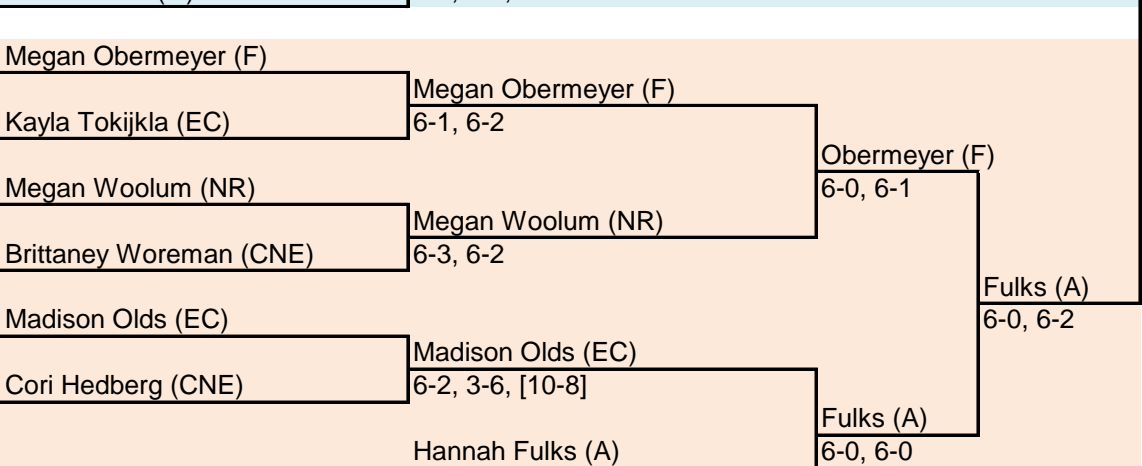 Megan Obermeyer (F)
Megan Obermeyer (F)
Kayla Tokijkla (EC)
6-1, 6-2
Obermeyer (F)
Megan Woolum (NR)
6-0, 6-1
Megan Woolum (NR)
Brittaney Woreman (CNE)
6-3, 6-2
Fulks (A)
Madison Olds (EC)
6-0, 6-2
Madison Olds (EC)
Cori Hedberg (CNE)
6-2, 3-6, [10-8]
Fulks (A)
Hannah Fulks (A)
6-0, 6-0